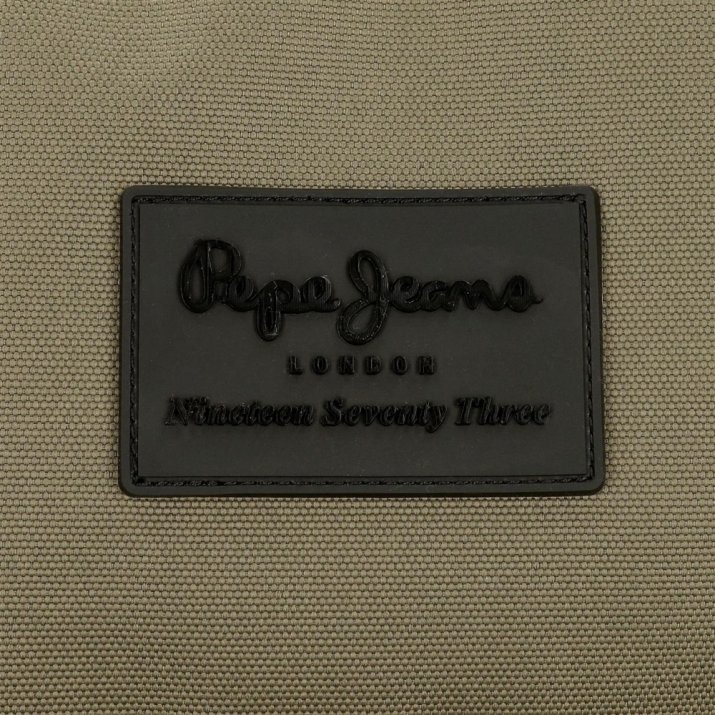 Pepe Jeans
LONDON
Nineteen Seventy Three